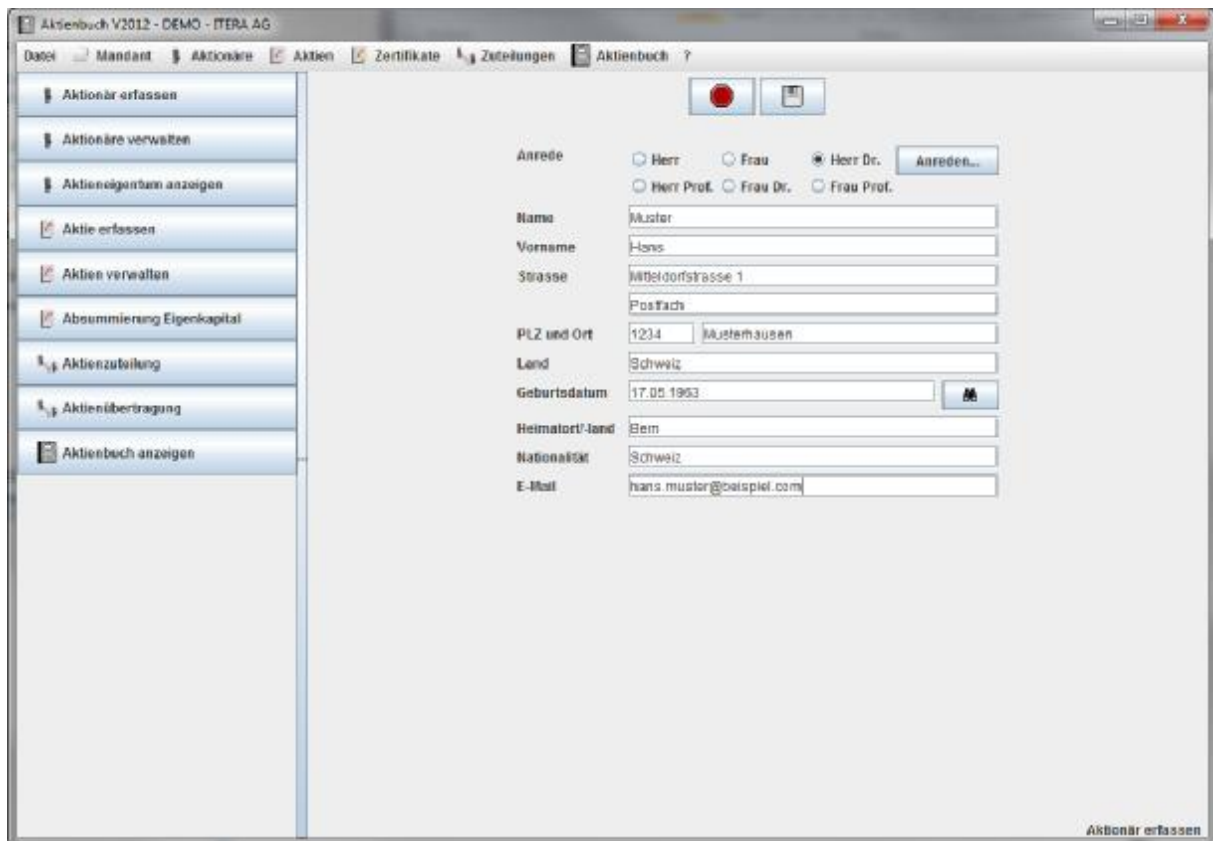 Aktienbuch V2012 - DEMO - ITERA AG
Datei Mandant Aktionäre Aktien Zertifikate Zuteilungen Aktienbuch ?
Aktionär erfassen
Aktionäre verwalten
Aktieneigentum anzeigen
Aktie erfassen
Aktien verwalten
Absummierung Eigenkapital
Aktienzuteilung
Aktienübertragung
Aktienbuch anzeigen
Anrede Herr Frau Herr Dr. Anreden...
Herr Prof. Frau Dr. Frau Prof.
Name Muster
Vorname Hans
Strasse Mitteldorfstrasse 1
Postfach
PLZ und Ort 1234 Musterhausen
Land Schweiz
Geburtsdatum 17.05.1963
Heimatort/-land Bern
Nationalität Schweiz
E-Mail hans.muster@beispiel.com
Aktionär erfassen